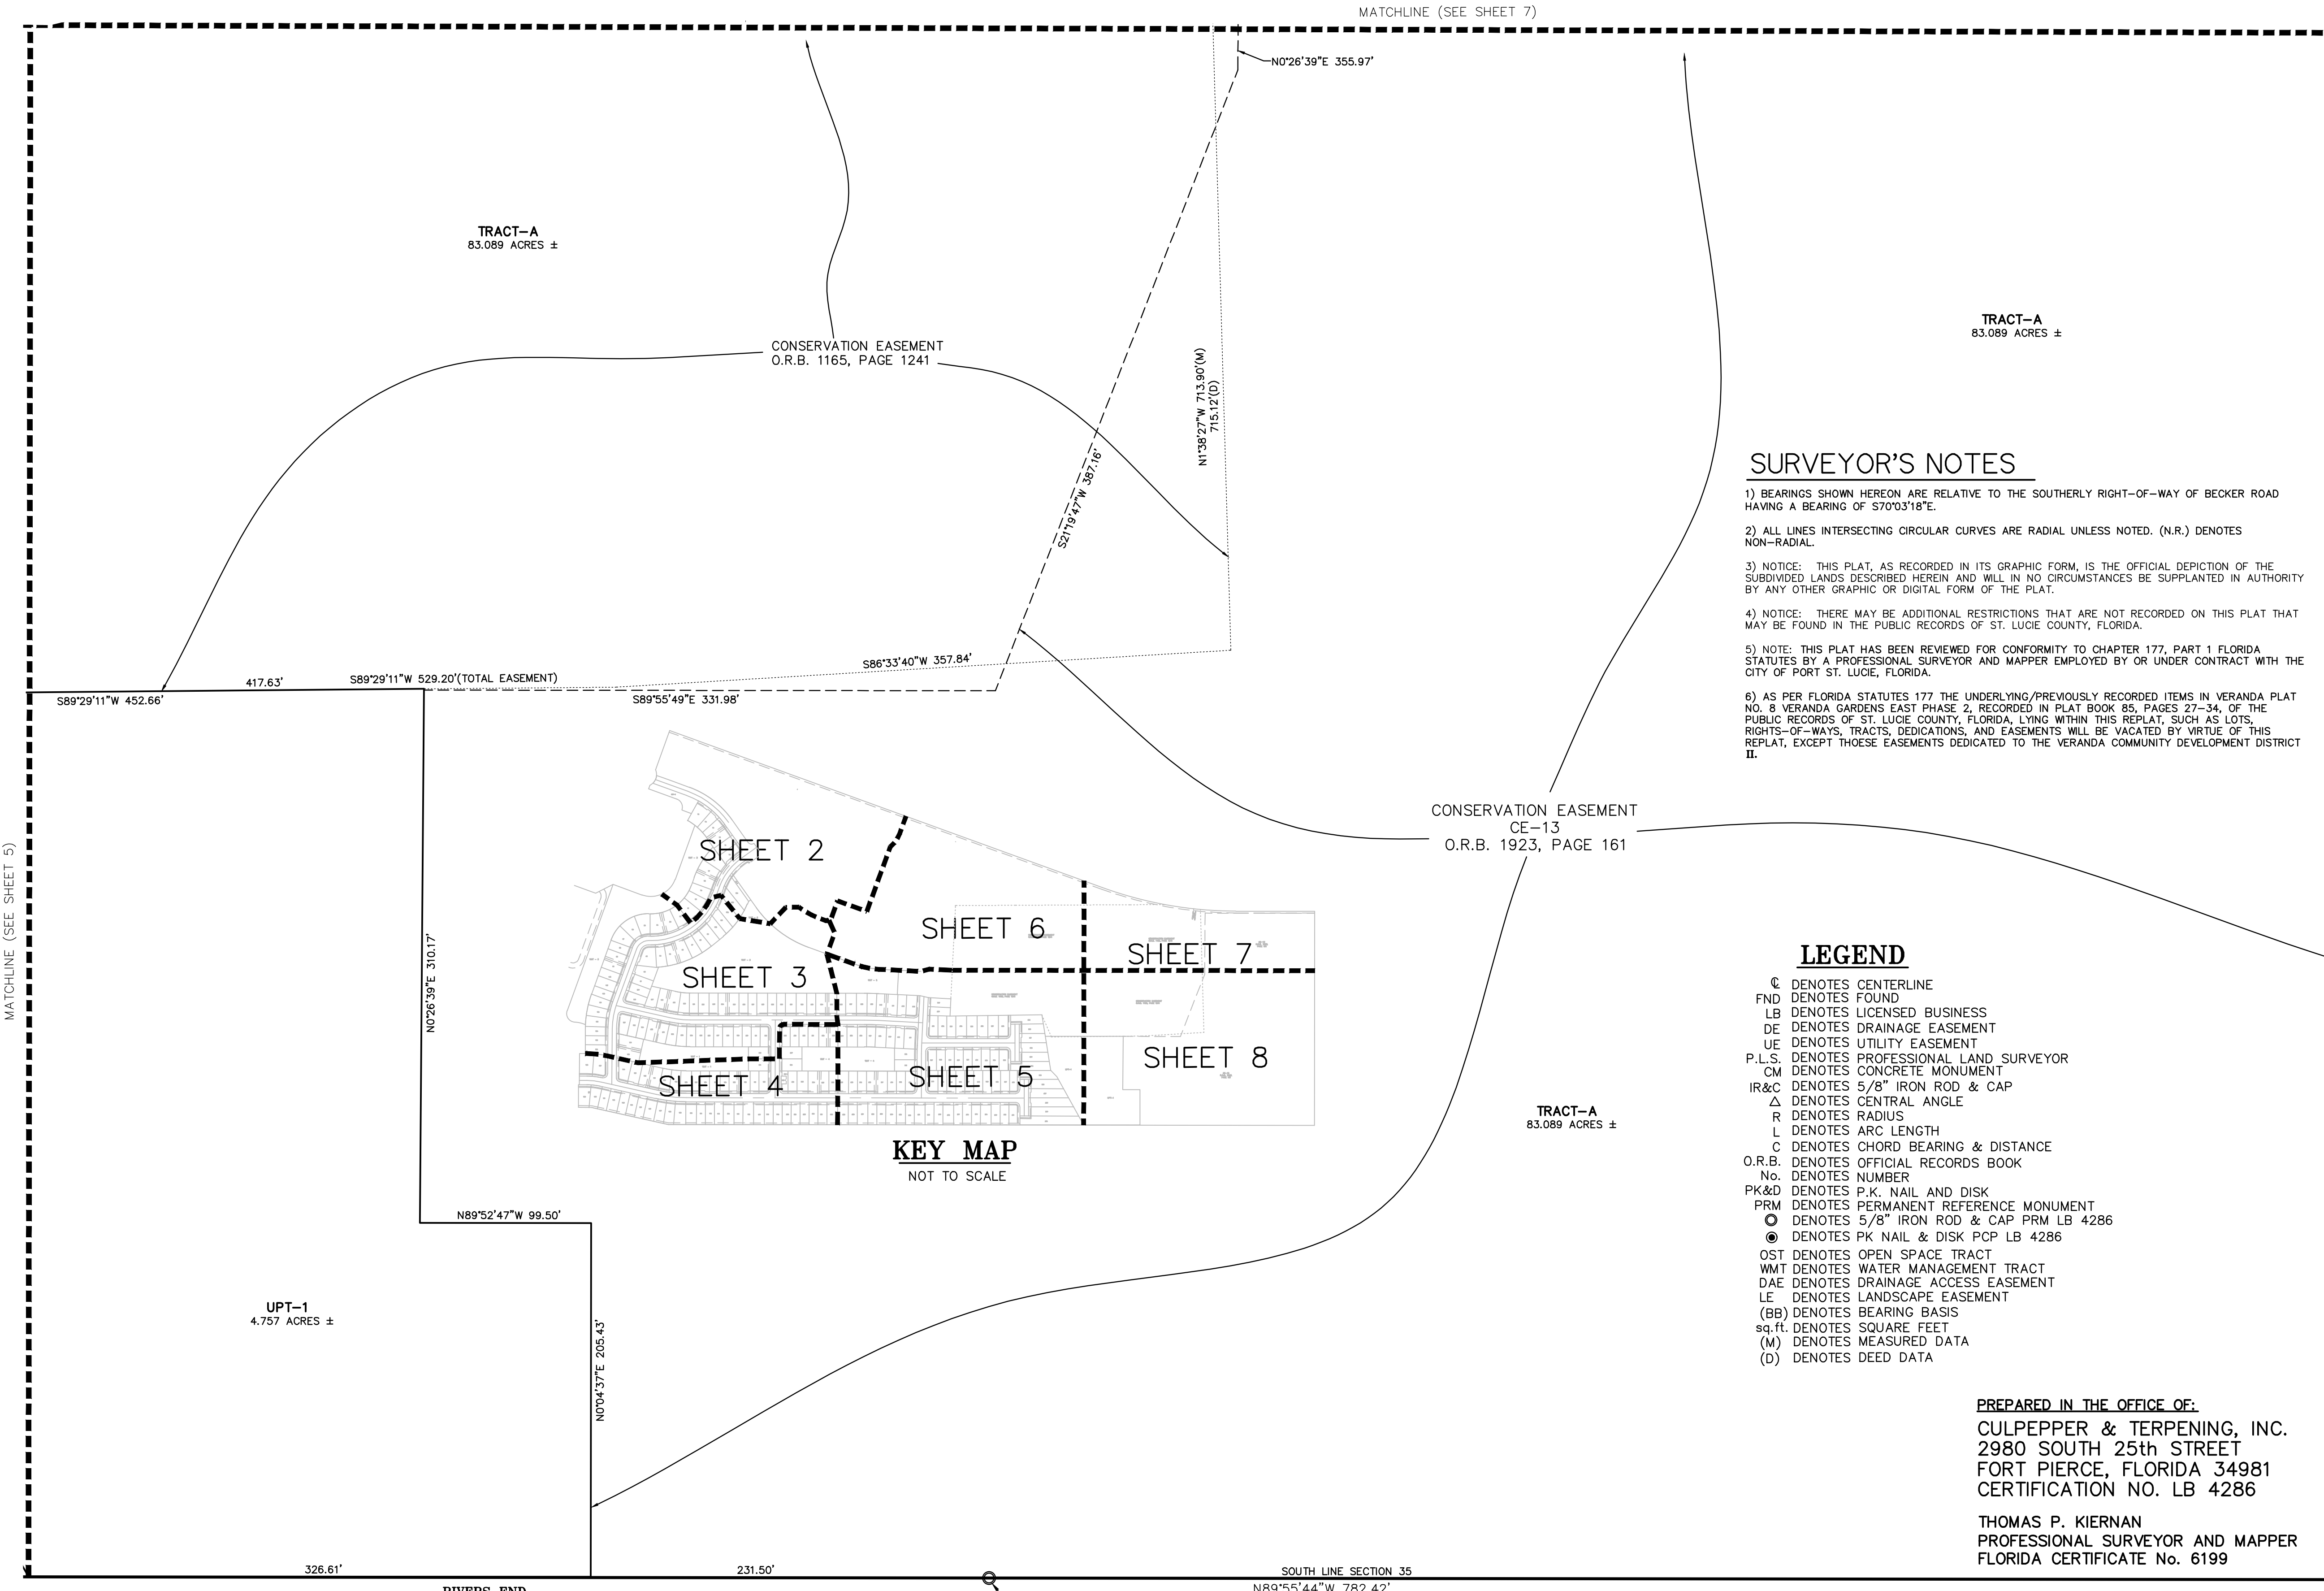 MATCHLINE (SEE SHEET 7)
N0°26'39"E 355.97'
TRACT-A
83.089 ACRES ±
TRACT-A
83.089 ACRES ±
CONSERVATION EASEMENT
O.R.B. 1165, PAGE 1241
N1°38'27"W 713.90'(M)
715.12'(D)
S21°19'47"W 387.16'
S86°33'40"W 357.84'
417.63'
S89°29'11"W 529.20'(TOTAL EASEMENT)
S89°29'11"W 452.66'
S89°55'49"E 331.98'
SURVEYOR'S NOTES
1) BEARINGS SHOWN HEREON ARE RELATIVE TO THE SOUTHERLY RIGHT-OF-WAY OF BECKER ROAD
HAVING A BEARING OF S70°03'18"E.
2) ALL LINES INTERSECTING CIRCULAR CURVES ARE RADIAL UNLESS NOTED. (N.R.) DENOTES
NON-RADIAL.
3) NOTICE: THIS PLAT, AS RECORDED IN ITS GRAPHIC FORM, IS THE OFFICIAL DEPICTION OF THE
SUBDIVIDED LANDS DESCRIBED HEREIN AND WILL IN NO CIRCUMSTANCES BE SUPPLANTED IN AUTHORITY
BY ANY OTHER GRAPHIC OR DIGITAL FORM OF THE PLAT.
4) NOTICE: THERE MAY BE ADDITIONAL RESTRICTIONS THAT ARE NOT RECORDED ON THIS PLAT THAT
MAY BE FOUND IN THE PUBLIC RECORDS OF ST. LUCIE COUNTY, FLORIDA.
5) NOTE: THIS PLAT HAS BEEN REVIEWED FOR CONFORMITY TO CHAPTER 177, PART 1 FLORIDA
STATUTES BY A PROFESSIONAL SURVEYOR AND MAPPER EMPLOYED BY OR UNDER CONTRACT WITH THE
CITY OF PORT ST. LUCIE, FLORIDA.
6) AS PER FLORIDA STATUTES 177 THE UNDERLYING/PREVIOUSLY RECORDED ITEMS IN VERANDA PLAT
NO. 8 VERANDA GARDENS EAST PHASE 2, RECORDED IN PLAT BOOK 85, PAGES 27-34, OF THE
PUBLIC RECORDS OF ST. LUCIE COUNTY, FLORIDA, LYING WITHIN THIS REPLAT, SUCH AS LOTS,
RIGHTS-OF-WAYS, TRACTS, DEDICATIONS, AND EASEMENTS WILL BE VACATED BY VIRTUE OF THIS
REPLAT, EXCEPT THOESE EASEMENTS DEDICATED TO THE VERANDA COMMUNITY DEVELOPMENT DISTRICT
II.
MATCHLINE (SEE SHEET 5)
N0°26'39"E 310.17'
SHEET 2
SHEET 6
SHEET 7
SHEET 3
SHEET 8
SHEET 4
SHEET 5
KEY MAP
NOT TO SCALE
CONSERVATION EASEMENT
CE-13
O.R.B. 1923, PAGE 161
TRACT-A
83.089 ACRES ±
LEGEND
℄ DENOTES CENTERLINE
FND DENOTES FOUND
LB DENOTES LICENSED BUSINESS
DE DENOTES DRAINAGE EASEMENT
UE DENOTES UTILITY EASEMENT
P.L.S. DENOTES PROFESSIONAL LAND SURVEYOR
CM DENOTES CONCRETE MONUMENT
IR&C DENOTES 5/8" IRON ROD & CAP
△ DENOTES CENTRAL ANGLE
R DENOTES RADIUS
L DENOTES ARC LENGTH
C DENOTES CHORD BEARING & DISTANCE
O.R.B. DENOTES OFFICIAL RECORDS BOOK
No. DENOTES NUMBER
PK&D DENOTES P.K. NAIL AND DISK
PRM DENOTES PERMANENT REFERENCE MONUMENT
DENOTES 5/8" IRON ROD & CAP PRM LB 4286
DENOTES PK NAIL & DISK PCP LB 4286
OST DENOTES OPEN SPACE TRACT
WMT DENOTES WATER MANAGEMENT TRACT
DAE DENOTES DRAINAGE ACCESS EASEMENT
LE DENOTES LANDSCAPE EASEMENT
(BB) DENOTES BEARING BASIS
sq.ft. DENOTES SQUARE FEET
(M) DENOTES MEASURED DATA
(D) DENOTES DEED DATA
N89°52'47"W 99.50'
UPT-1
4.757 ACRES ±
N0°04'37"E 205.43'
PREPARED IN THE OFFICE OF:
CULPEPPER & TERPENING, INC.
2980 SOUTH 25th STREET
FORT PIERCE, FLORIDA 34981
CERTIFICATION NO. LB 4286
THOMAS P. KIERNAN
PROFESSIONAL SURVEYOR AND MAPPER
FLORIDA CERTIFICATE No. 6199
326.61'
231.50'
SOUTH LINE SECTION 35
N89°55'44"W 782.42'
RIVERS END